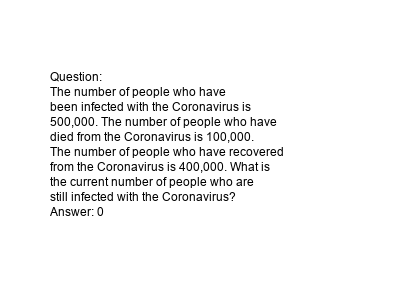 Question:
The number of people who have
been infected with the Coronavirus is
500,000. The number of people who have
died from the Coronavirus is 100,000.
The number of people who have recovered
from the Coronavirus is 400,000. What is
the current number of people who are
still infected with the Coronavirus?
Answer: 0